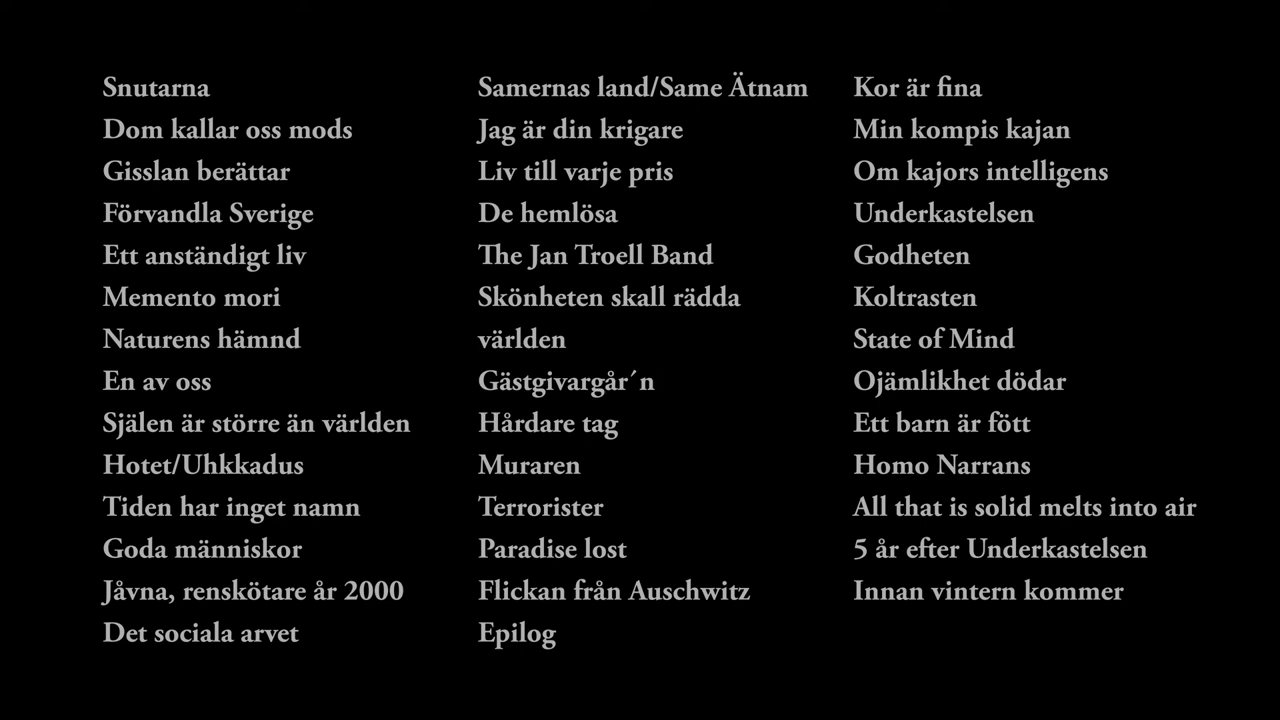 Snutarna
Dom kallar oss mods
Gisslan berättar
Förvandla Sverige
Ett anständigt liv
Memento mori
Naturens hämnd
En av oss
Själen är större än världen
Hotet/Uhkkadus
Tiden har inget namn
Goda människor
Jåvna, renskötare år 2000
Det sociala arvet
Samernas land/Same Ätnam
Jag är din krigare
Liv till varje pris
De hemlösa
The Jan Troell Band
Skönheten skall rädda
världen
Gästgivargår´n
Hårdare tag
Muraren
Terrorister
Paradise lost
Flickan från Auschwitz
Epilog
Kor är fina
Min kompis kajan
Om kajors intelligens
Underkastelsen
Godheten
Koltrasten
State of Mind
Ojämlikhet dödar
Ett barn är fött
Homo Narrans
All that is solid melts into air
5 år efter Underkastelsen
Innan vintern kommer